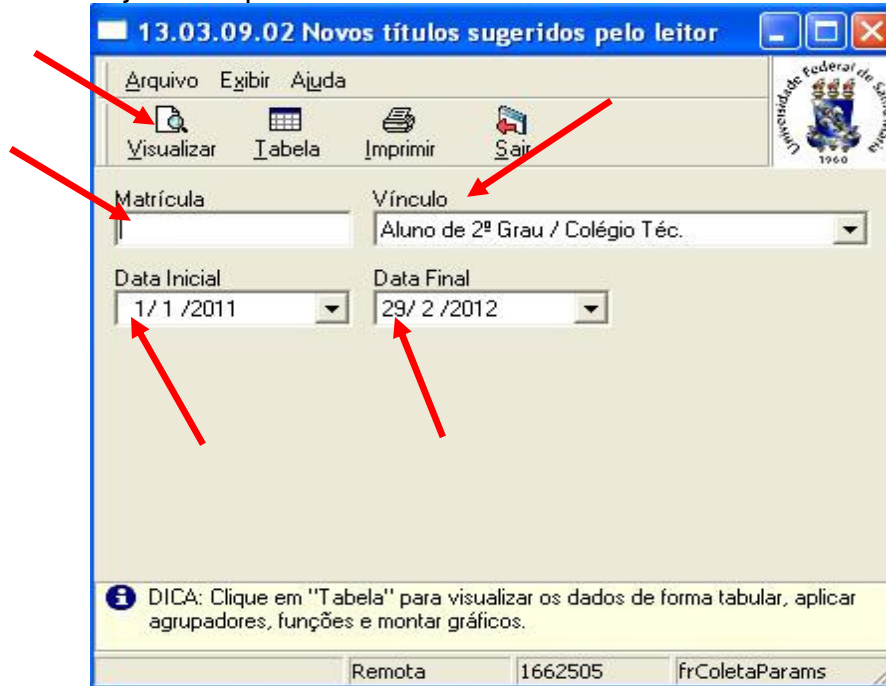 13.03.09.02 Novos títulos sugeridos pelo leitor
Arquivo Exibir Ajuda
Visualizar Tabela Imprimir Sair
Universidade Federal de Santa Maria
1960
Matrícula Vínculo
Aluno de 2º Grau / Colégio Téc.
Data Inicial Data Final
1/ 1 /2011 29/ 2 /2012
DICA: Clique em "Tabela" para visualizar os dados de forma tabular, aplicar
agrupadores, funções e montar gráficos.
Remota 1662505 frColetaParams